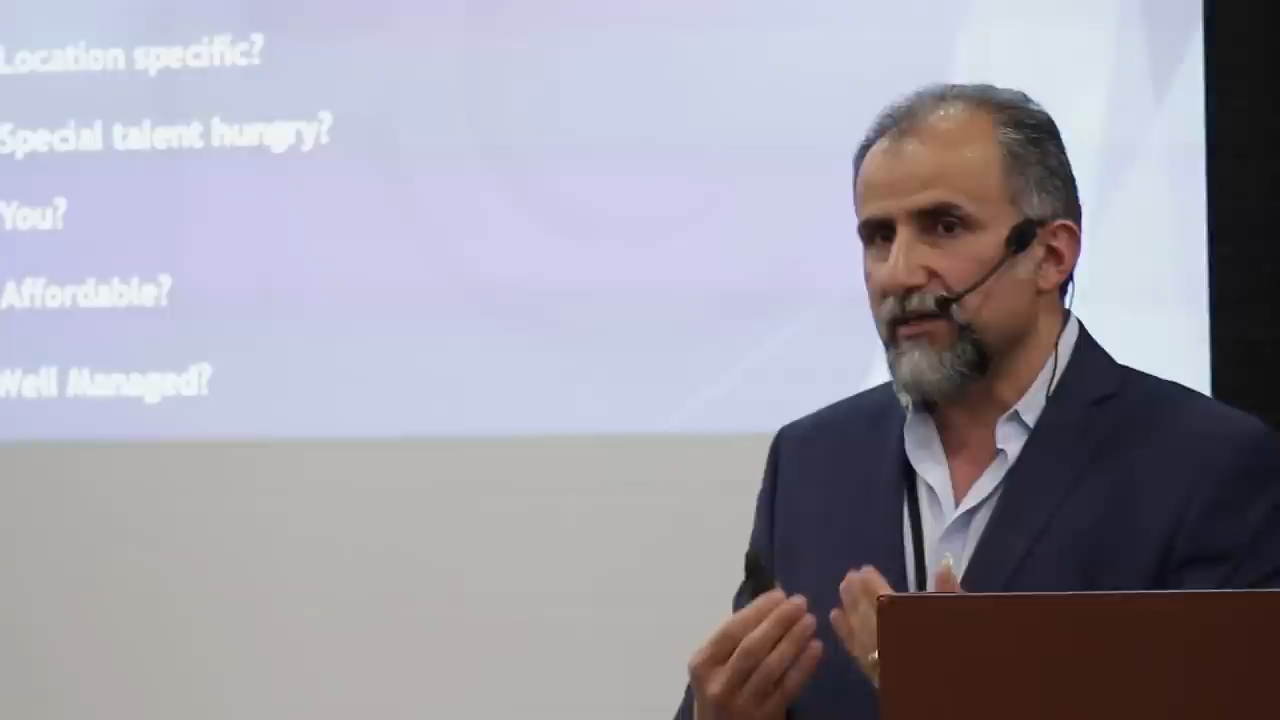 Location specific?
Special talent hungry?
You?
Affordable?
Well Managed?